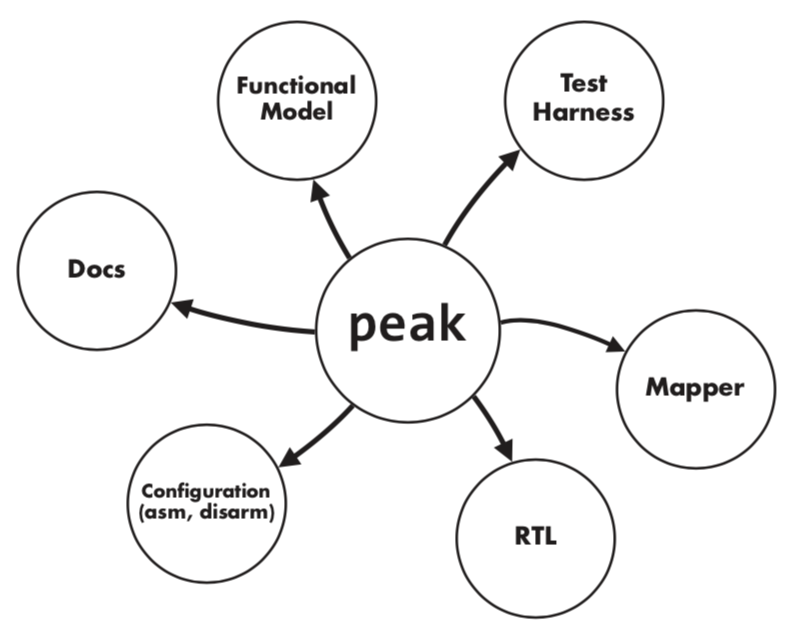 Functional
Model
Test
Harness
Docs
peak
Mapper
Configuration
(asm, disarm)
RTL